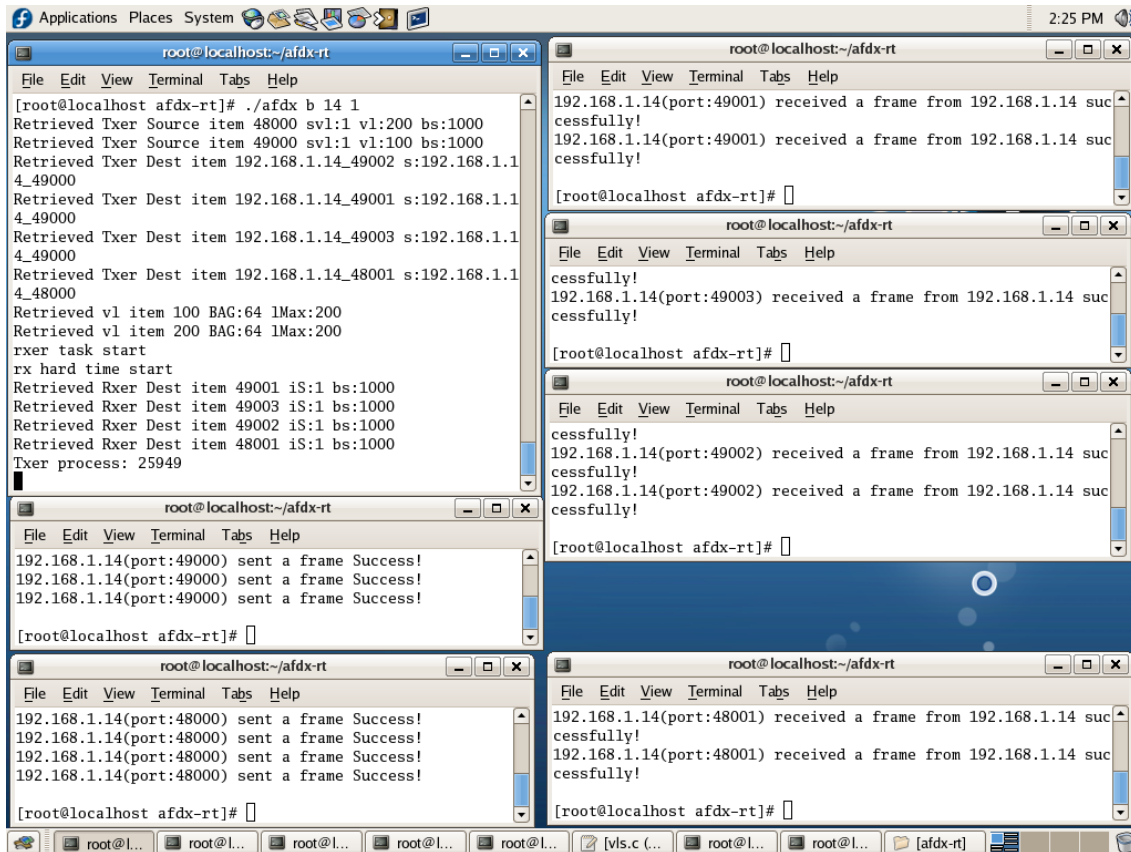 Applications Places System
2:25 PM
root@localhost:~/afdx-rt
File Edit View Terminal Tabs Help
[root@localhost afdx-rt]# ./afdx b 14 1
Retrieved Txer Source item 48000 svl:1 vl:200 bs:1000
Retrieved Txer Source item 49000 svl:1 vl:100 bs:1000
Retrieved Txer Dest item 192.168.1.14_49002 s:192.168.1.1
4_49000
Retrieved Txer Dest item 192.168.1.14_49001 s:192.168.1.1
4_49000
Retrieved Txer Dest item 192.168.1.14_49003 s:192.168.1.1
4_49000
Retrieved Txer Dest item 192.168.1.14_48001 s:192.168.1.1
4_48000
Retrieved vl item 100 BAG:64 lMax:200
Retrieved vl item 200 BAG:64 lMax:200
rxer task start
rx hard time start
Retrieved Rxer Dest item 49001 iS:1 bs:1000
Retrieved Rxer Dest item 49003 iS:1 bs:1000
Retrieved Rxer Dest item 49002 iS:1 bs:1000
Retrieved Rxer Dest item 48001 iS:1 bs:1000
Txer process: 25949
root@localhost:~/afdx-rt
File Edit View Terminal Tabs Help
192.168.1.14(port:49000) sent a frame Success!
192.168.1.14(port:49000) sent a frame Success!
192.168.1.14(port:49000) sent a frame Success!
[root@localhost afdx-rt]#
root@localhost:~/afdx-rt
File Edit View Terminal Tabs Help
192.168.1.14(port:48000) sent a frame Success!
192.168.1.14(port:48000) sent a frame Success!
192.168.1.14(port:48000) sent a frame Success!
192.168.1.14(port:48000) sent a frame Success!
[root@localhost afdx-rt]#
root@localhost:~/afdx-rt
File Edit View Terminal Tabs Help
192.168.1.14(port:49001) received a frame from 192.168.1.14 suc
cessfully!
192.168.1.14(port:49001) received a frame from 192.168.1.14 suc
cessfully!
[root@localhost afdx-rt]#
root@localhost:~/afdx-rt
File Edit View Terminal Tabs Help
cessfully!
192.168.1.14(port:49003) received a frame from 192.168.1.14 suc
cessfully!
[root@localhost afdx-rt]#
root@localhost:~/afdx-rt
File Edit View Terminal Tabs Help
cessfully!
192.168.1.14(port:49002) received a frame from 192.168.1.14 suc
cessfully!
192.168.1.14(port:49002) received a frame from 192.168.1.14 suc
cessfully!
[root@localhost afdx-rt]#
root@localhost:~/afdx-rt
File Edit View Terminal Tabs Help
192.168.1.14(port:48001) received a frame from 192.168.1.14 suc
cessfully!
192.168.1.14(port:48001) received a frame from 192.168.1.14 suc
cessfully!
[root@localhost afdx-rt]#
root@l... root@l... root@l... root@l... root@l... [vls.c (... root@l... root@l... [afdx-rt]